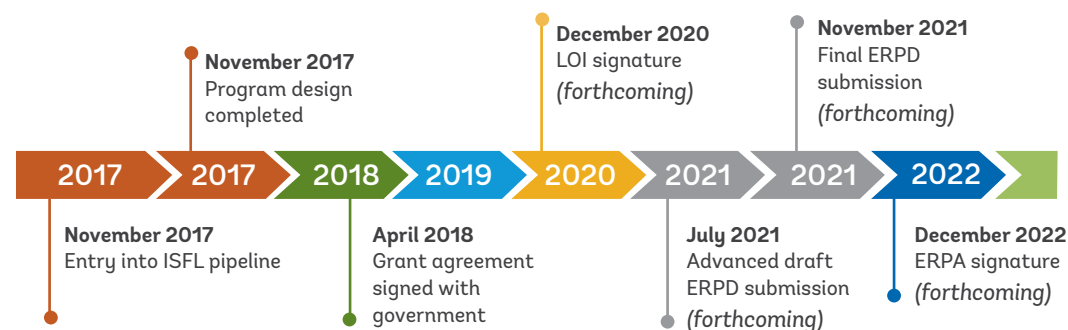 November 2017
Program design
completed
December 2020
LOI signature
(forthcoming)
November 2021
Final ERPD
submission
(forthcoming)
2017
2017
2018
2019
2020
2021
2021
2022
November 2017
Entry into ISFL pipeline
April 2018
Grant agreement
signed with
government
July 2021
Advanced draft
ERPD submission
(forthcoming)
December 2022
ERPA signature
(forthcoming)